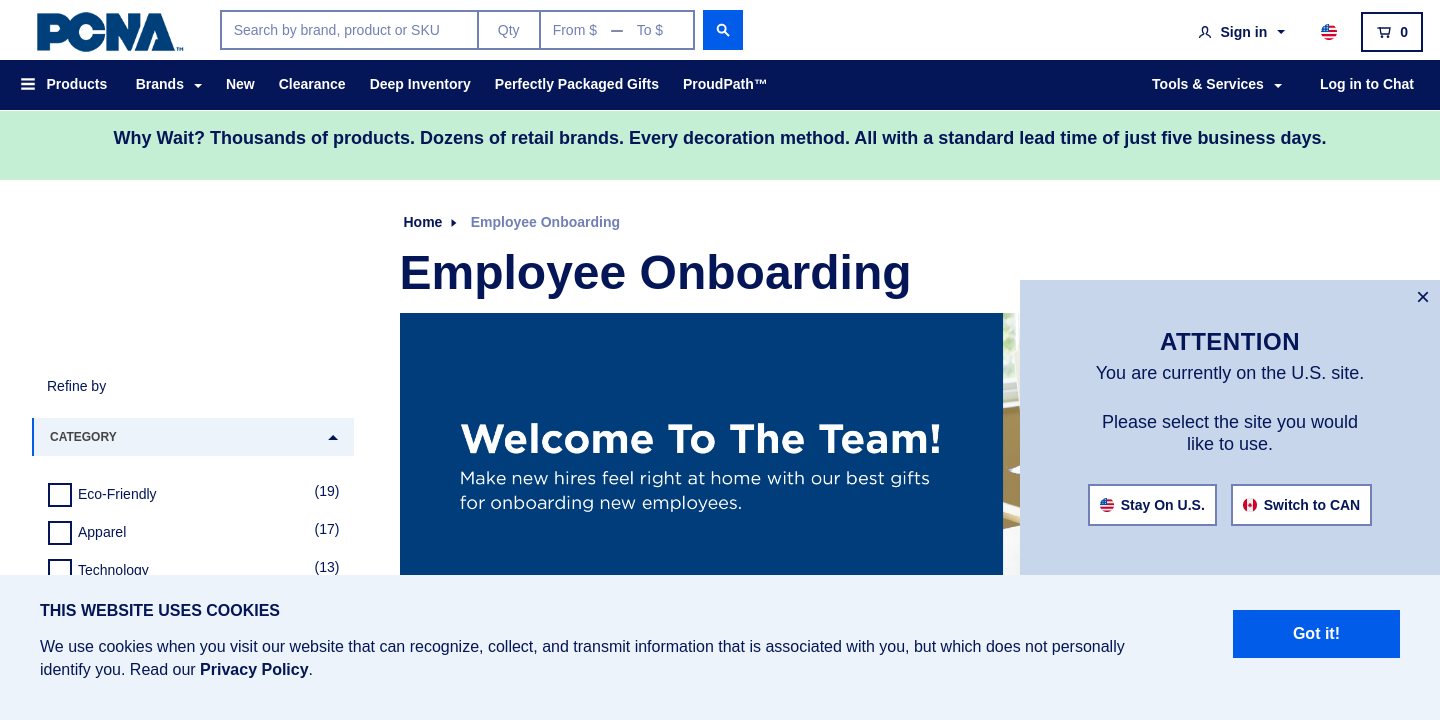 PCNA™
Search by brand, product or SKU
Qty
From $ — To $
Sign in
0
Products
Brands
New
Clearance
Deep Inventory
Perfectly Packaged Gifts
ProudPath™
Tools & Services
Log in to Chat
Why Wait? Thousands of products. Dozens of retail brands. Every decoration method. All with a standard lead time of just five business days.
Home
Employee Onboarding
Employee Onboarding
Refine by
CATEGORY
Eco-Friendly (19)
Apparel (17)
Technology (13)
Welcome To The Team!
Make new hires feel right at home with our best gifts
for onboarding new employees.
×
ATTENTION
You are currently on the U.S. site.
Please select the site you would
like to use.
Stay On U.S.
Switch to CAN
THIS WEBSITE USES COOKIES
We use cookies when you visit our website that can recognize, collect, and transmit information that is associated with you, but which does not personally
identify you. Read our Privacy Policy.
Got it!